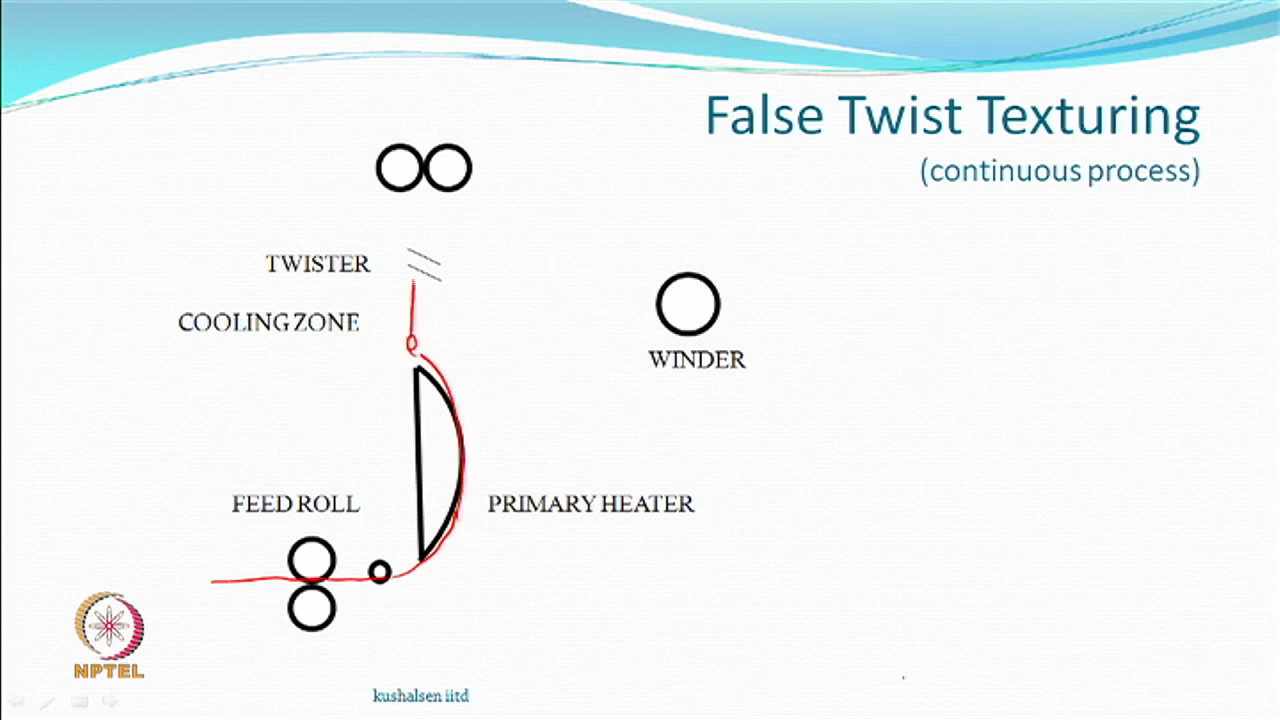 False Twist Texturing
(continuous process)
TWISTER
COOLING ZONE
WINDER
FEED ROLL
PRIMARY HEATER
NPTEL
kushalsen iitd